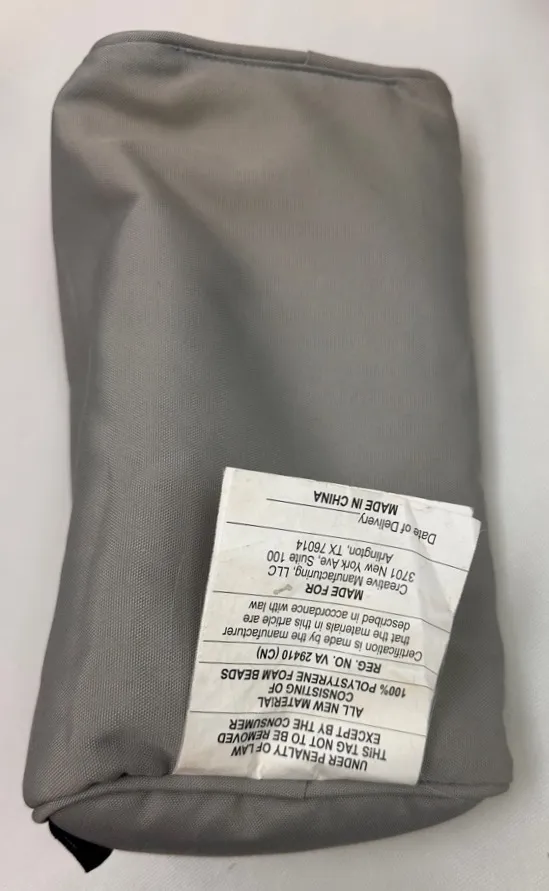 UNDER PENALTY OF LAW
THIS TAG NOT TO BE REMOVED
EXCEPT BY THE CONSUMER
ALL NEW MATERIAL
CONSISTING OF
100% POLYSTYRENE FOAM BEADS
REG. NO. VA 29410 (CN)
Certification is made by the manufacturer
that the materials in this article are
described in accordance with law
MADE FOR
Creative Manufacturing, LLC
3701 New York Ave, Suite 100
Arlington, TX 76014
Date of Delivery
MADE IN CHINA